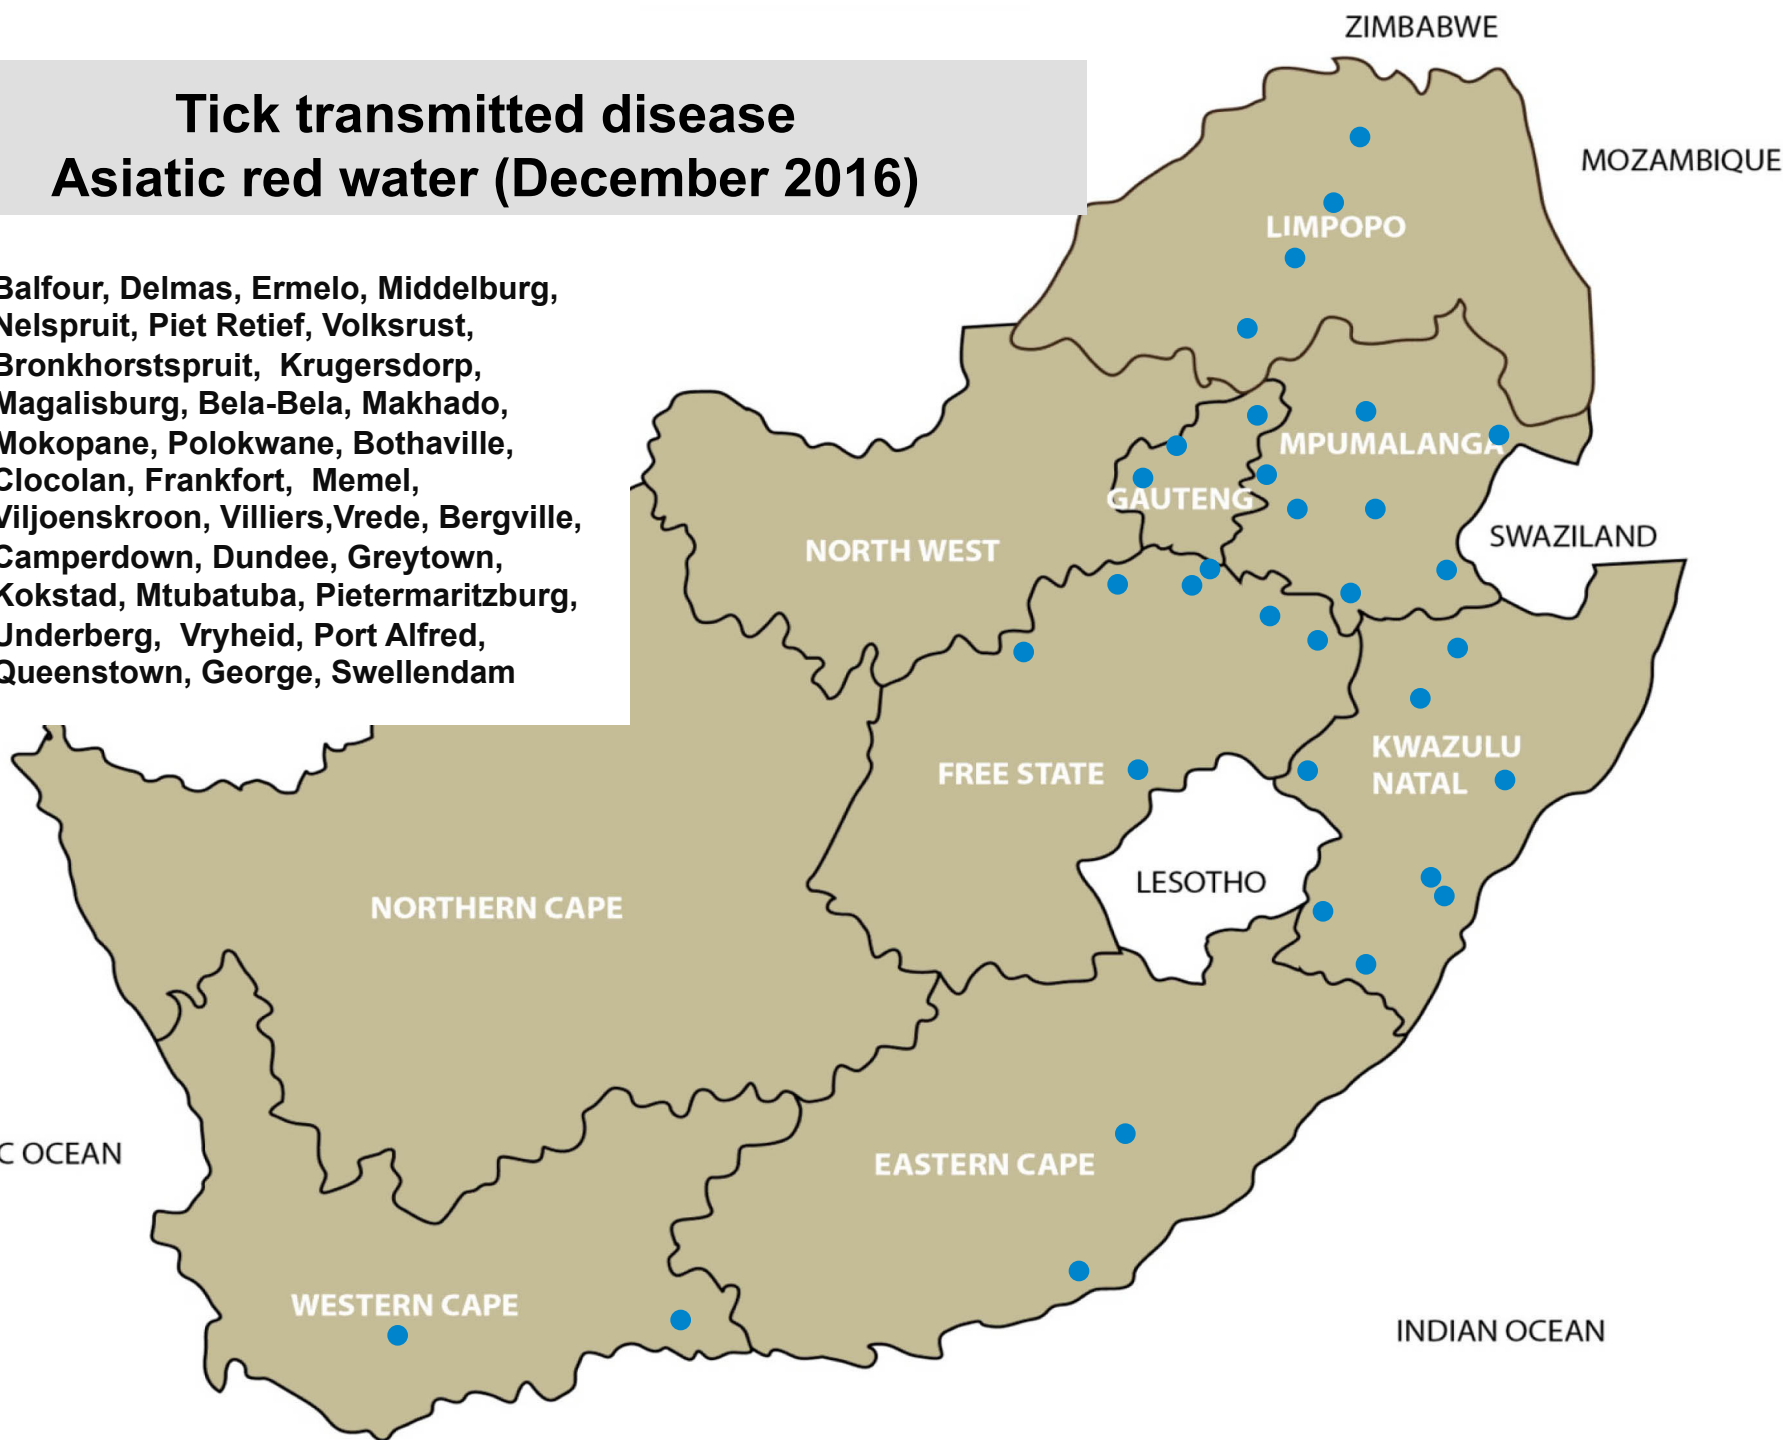 ZIMBABWE
Tick transmitted disease
Asiatic red water (December 2016)
MOZAMBIQUE
LIMPOPO
Balfour, Delmas, Ermelo, Middelburg,
Nelspruit, Piet Retief, Volksrust,
Bronkhorstspruit, Krugersdorp,
Magalisburg, Bela-Bela, Makhado,
Mokopane, Polokwane, Bothaville,
Clocolan, Frankfort, Memel,
Viljoenskroon, Villiers,Vrede, Bergville,
Camperdown, Dundee, Greytown,
Kokstad, Mtubatuba, Pietermaritzburg,
Underberg, Vryheid, Port Alfred,
Queenstown, George, Swellendam
MPUMALANGA
GAUTENG
SWAZILAND
NORTH WEST
KWAZULU
NATAL
FREE STATE
LESOTHO
NORTHERN CAPE
C OCEAN
EASTERN CAPE
WESTERN CAPE
INDIAN OCEAN